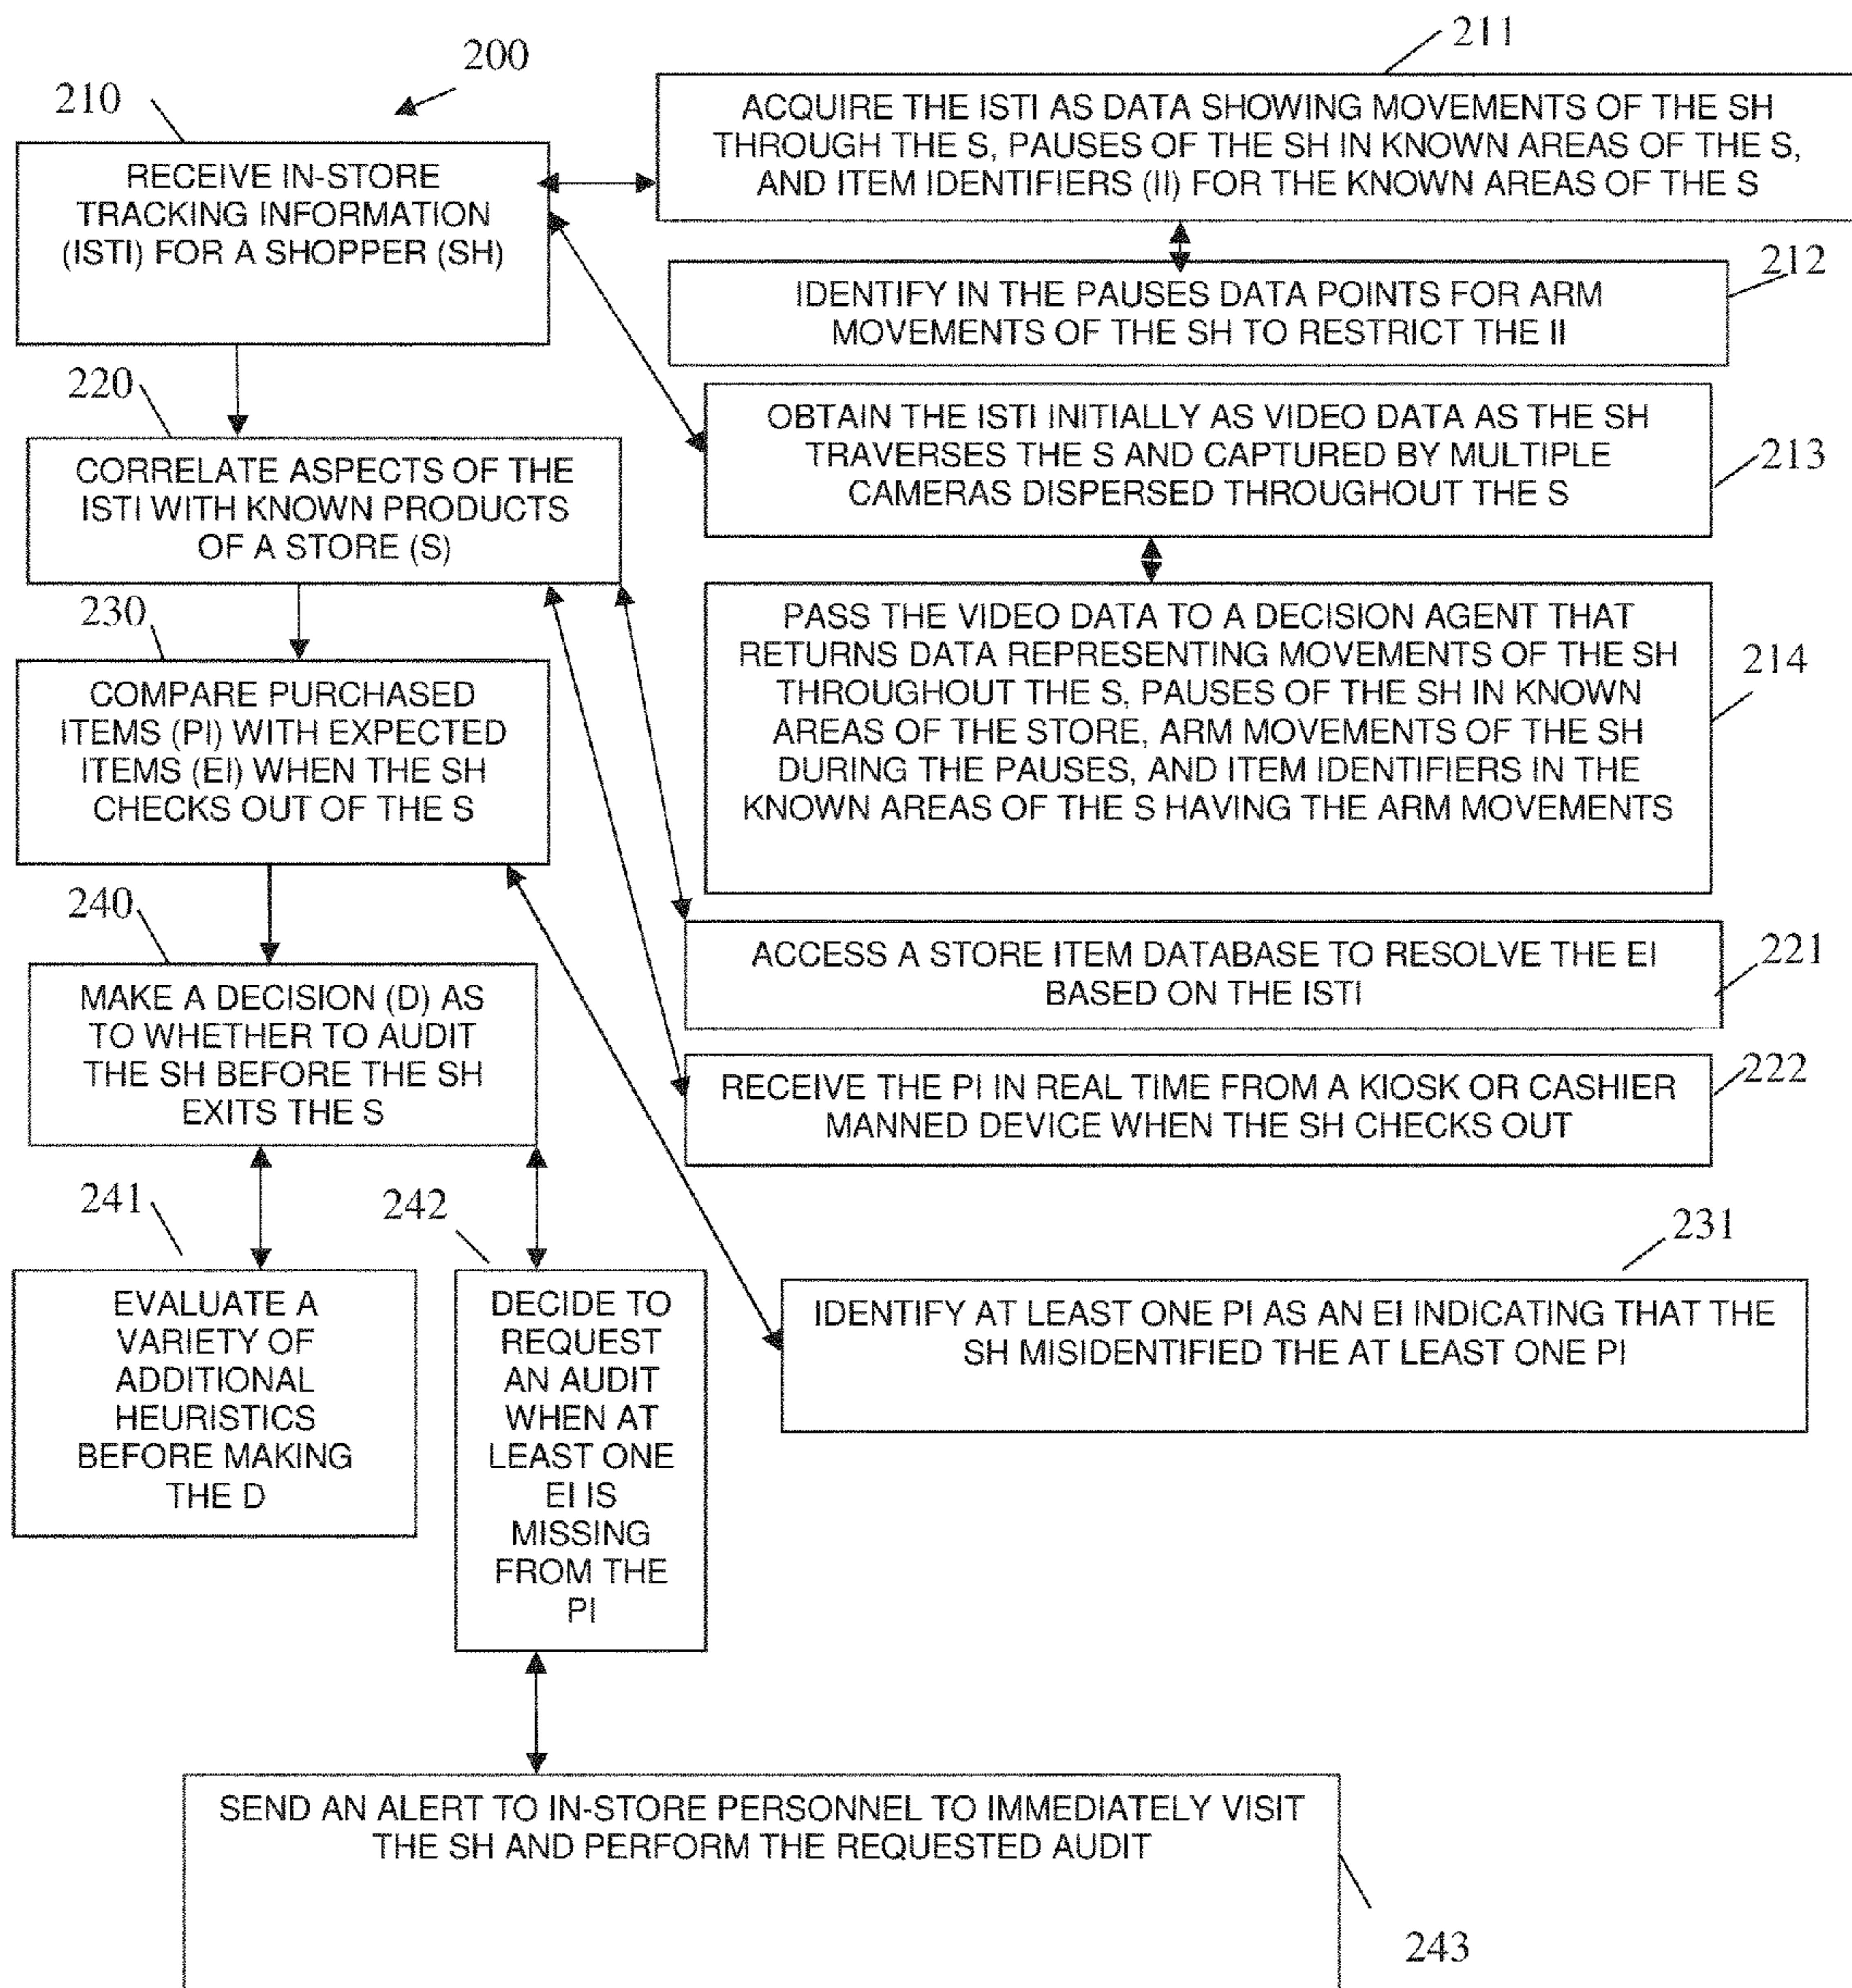 200
210
RECEIVE IN-STORE
TRACKING INFORMATION
(ISTI) FOR A SHOPPER (SH)
211
ACQUIRE THE ISTI AS DATA SHOWING MOVEMENTS OF THE SH
THROUGH THE S, PAUSES OF THE SH IN KNOWN AREAS OF THE S,
AND ITEM IDENTIFIERS (II) FOR THE KNOWN AREAS OF THE S
212
IDENTIFY IN THE PAUSES DATA POINTS FOR ARM
MOVEMENTS OF THE SH TO RESTRICT THE II
213
OBTAIN THE ISTI INITIALLY AS VIDEO DATA AS THE SH
TRAVERSES THE S AND CAPTURED BY MULTIPLE
CAMERAS DISPERSED THROUGHOUT THE S
214
PASS THE VIDEO DATA TO A DECISION AGENT THAT
RETURNS DATA REPRESENTING MOVEMENTS OF THE SH
THROUGHOUT THE S, PAUSES OF THE SH IN KNOWN
AREAS OF THE STORE, ARM MOVEMENTS OF THE SH
DURING THE PAUSES, AND ITEM IDENTIFIERS IN THE
KNOWN AREAS OF THE S HAVING THE ARM MOVEMENTS
220
CORRELATE ASPECTS OF THE
ISTI WITH KNOWN PRODUCTS
OF A STORE (S)
221
ACCESS A STORE ITEM DATABASE TO RESOLVE THE EI
BASED ON THE ISTI
222
RECEIVE THE PI IN REAL TIME FROM A KIOSK OR CASHIER
MANNED DEVICE WHEN THE SH CHECKS OUT
230
COMPARE PURCHASED
ITEMS (PI) WITH EXPECTED
ITEMS (EI) WHEN THE SH
CHECKS OUT OF THE S
231
IDENTIFY AT LEAST ONE PI AS AN EI INDICATING THAT THE
SH MISIDENTIFIED THE AT LEAST ONE PI
240
MAKE A DECISION (D) AS
TO WHETHER TO AUDIT
THE SH BEFORE THE SH
EXITS THE S
241
EVALUATE A
VARIETY OF
ADDITIONAL
HEURISTICS
BEFORE MAKING
THE D
242
DECIDE TO
REQUEST
AN AUDIT
WHEN AT
LEAST ONE
EI IS
MISSING
FROM THE
PI
SEND AN ALERT TO IN-STORE PERSONNEL TO IMMEDIATELY VISIT
THE SH AND PERFORM THE REQUESTED AUDIT
243